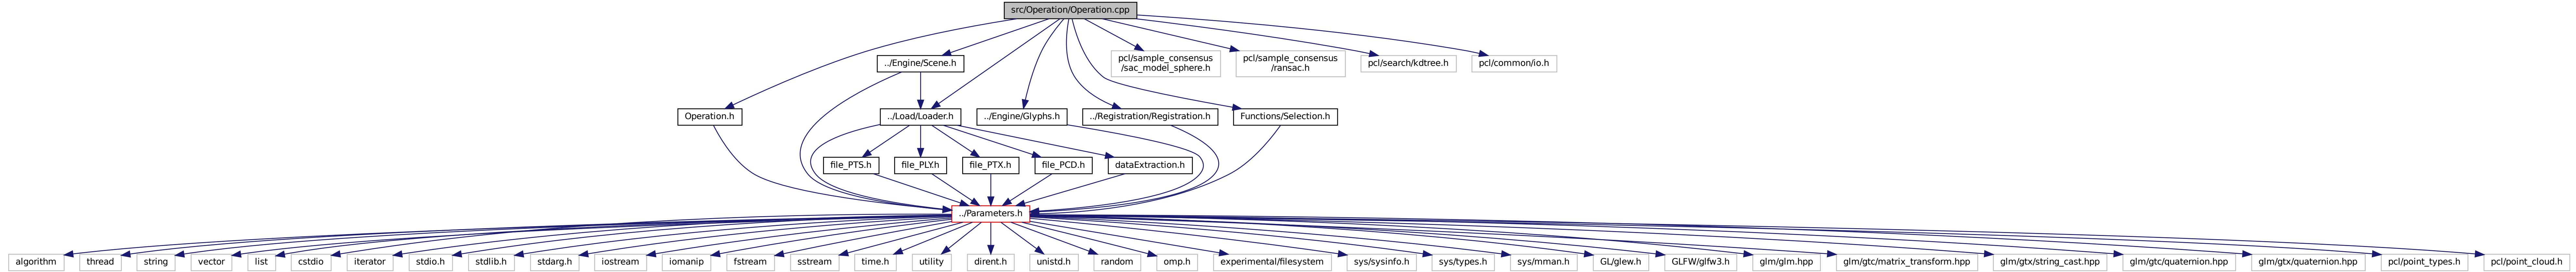 src/Operation/Operation.cpp
../Engine/Scene.h
pcl/sample_consensus
/sac_model_sphere.h
pcl/sample_consensus
/ransac.h
pcl/search/kdtree.h
pcl/common/io.h
Operation.h
../Load/Loader.h
../Engine/Glyphs.h
../Registration/Registration.h
Functions/Selection.h
file_PTS.h
file_PLY.h
file_PTX.h
file_PCD.h
dataExtraction.h
../Parameters.h
algorithm
thread
string
vector
list
cstdio
iterator
stdio.h
stdlib.h
stdarg.h
iostream
iomanip
fstream
sstream
time.h
utility
dirent.h
unistd.h
random
omp.h
experimental/filesystem
sys/sysinfo.h
sys/types.h
sys/mman.h
GL/glew.h
GLFW/glfw3.h
glm/glm.hpp
glm/gtc/matrix_transform.hpp
glm/gtx/string_cast.hpp
glm/gtc/quaternion.hpp
glm/gtx/quaternion.hpp
pcl/point_types.h
pcl/point_cloud.h